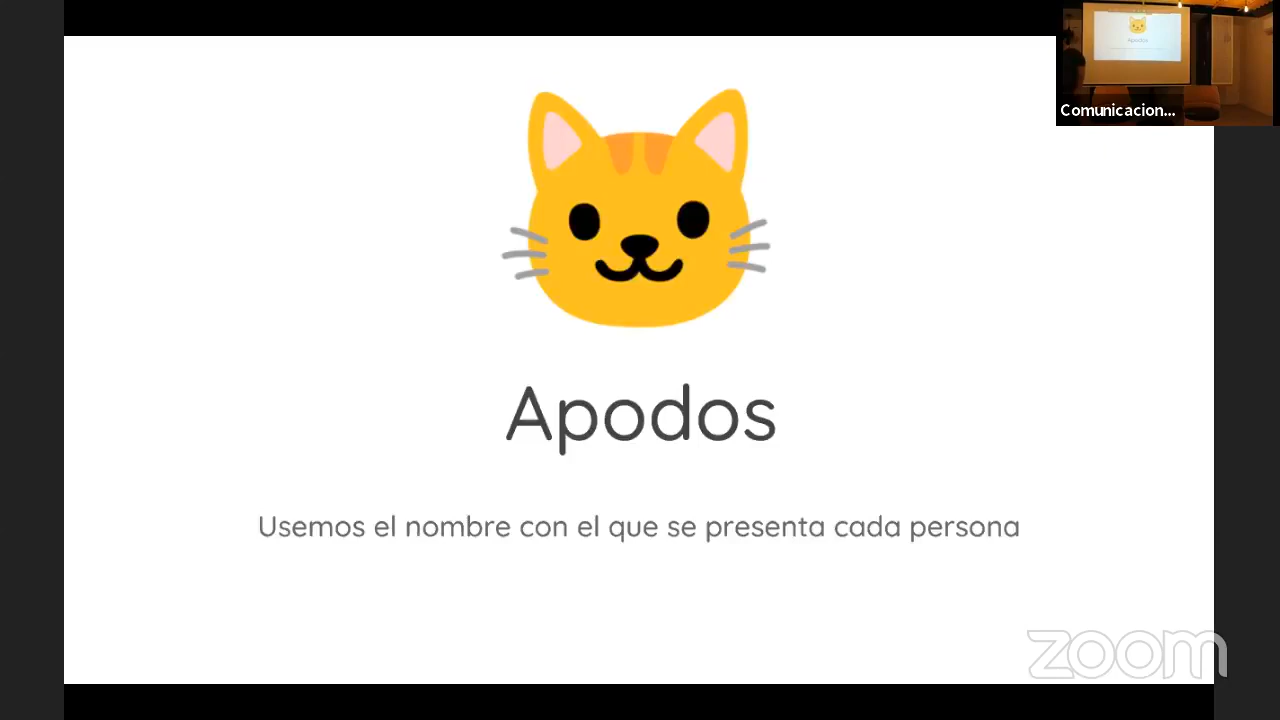 Comunicacion...
Apodos
Usemos el nombre con el que se presenta cada persona
zoom